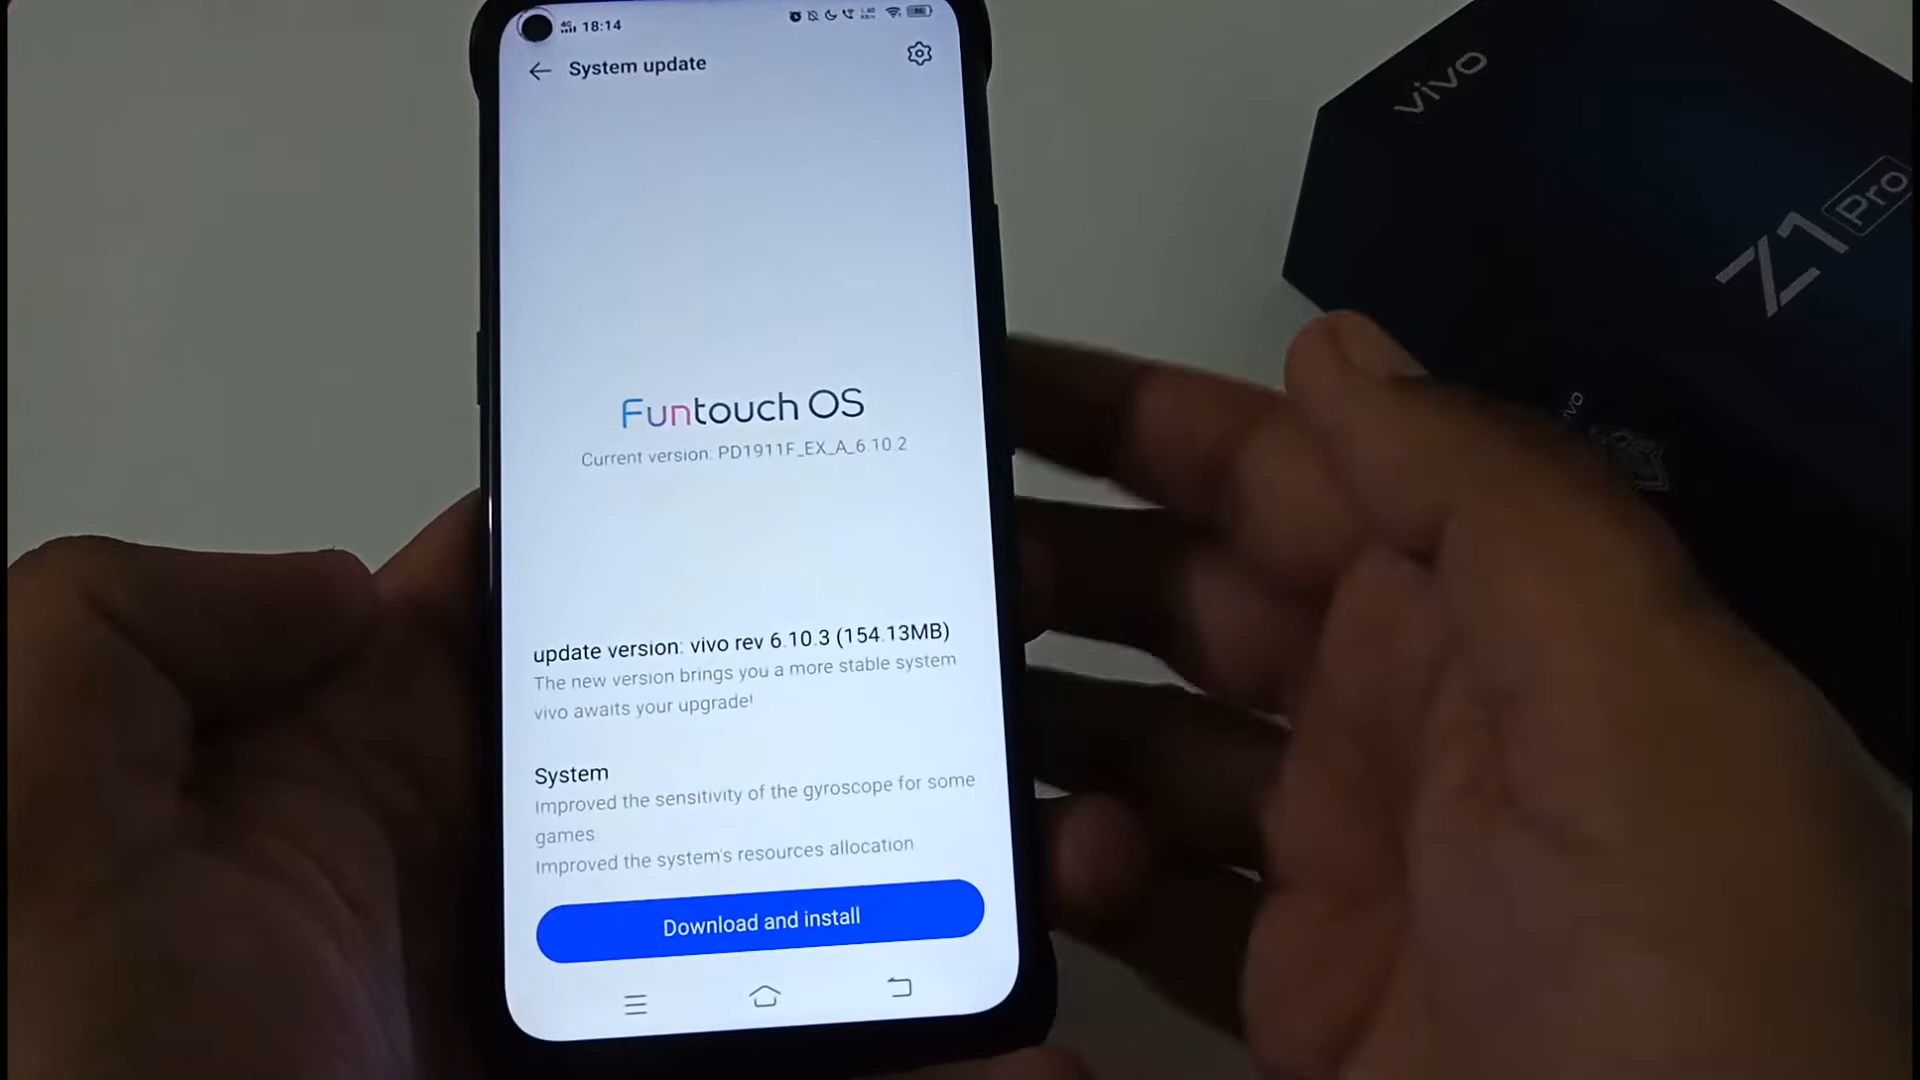 4G 18:14
System update
Funtouch OS
Current version: PD1911F_EX_A_6.10.2
update version: vivo rev 6.10.3 (154.13MB)
The new version brings you a more stable system
vivo awaits your upgrade!
System
Improved the sensitivity of the gyroscope for some
games
Improved the system's resources allocation
Download and install
vivo
Z1 Pro
vivo